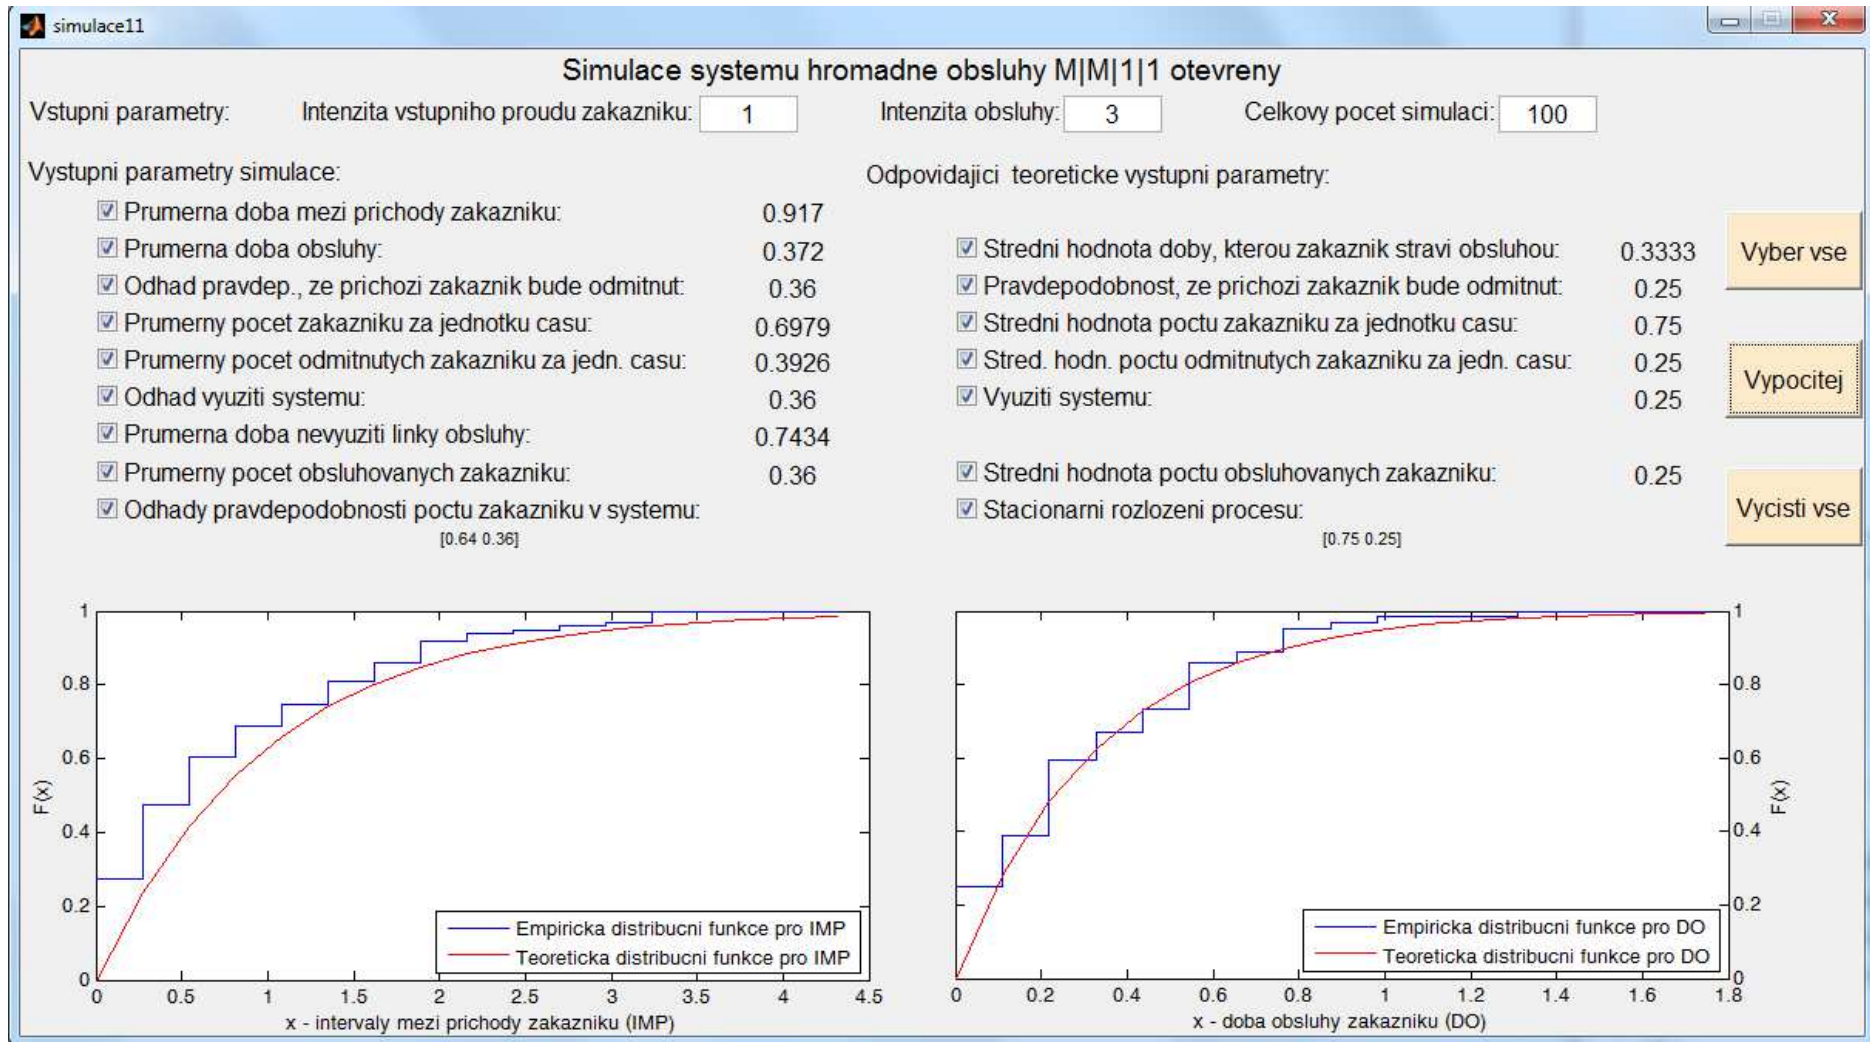 simulace11
Simulace systemu hromadne obsluhy M|M|1|1 otevreny
Vstupni parametry: Intenzita vstupniho proudu zakazniku: 1 Intenzita obsluhy: 3 Celkovy pocet simulaci: 100
Vystupni parametry simulace:
Odpovidajici teoreticke vystupni parametry:
Prumerna doba mezi prichody zakazniku: 0.917
Prumerna doba obsluhy: 0.372
Odhad pravdep., ze prichozi zakaznik bude odmitnut: 0.36
Prumerny pocet zakazniku za jednotku casu: 0.6979
Prumerny pocet odmitnutych zakazniku za jedn. casu: 0.3926
Odhad vyuziti systemu: 0.36
Prumerna doba nevyuziti linky obsluhy: 0.7434
Prumerny pocet obsluhovanych zakazniku: 0.36
Odhady pravdepodobnosti poctu zakazniku v systemu:
[0.64 0.36]
Stredni hodnota doby, kterou zakaznik stravi obsluhou: 0.3333
Pravdepodobnost, ze prichozi zakaznik bude odmitnut: 0.25
Stredni hodnota poctu zakazniku za jednotku casu: 0.75
Stred. hodn. poctu odmitnutych zakazniku za jedn. casu: 0.25
Vyuziti systemu: 0.25
Stredni hodnota poctu obsluhovanych zakazniku: 0.25
Stacionarni rozlozeni procesu:
[0.75 0.25]
Vyber vse
Vypocitej
Vycisti vse
1
0.8
0.6
0.4
0.2
0
F(x)
Empiricka distribucni funkce pro IMP
Teoreticka distribucni funkce pro IMP
0 0.5 1 1.5 2 2.5 3 3.5 4 4.5
x - intervaly mezi prichody zakazniku (IMP)
1
0.8
0.6
0.4
0.2
0
F(x)
Empiricka distribucni funkce pro DO
Teoreticka distribucni funkce pro DO
0 0.2 0.4 0.6 0.8 1 1.2 1.4 1.6 1.8
x - doba obsluhy zakazniku (DO)